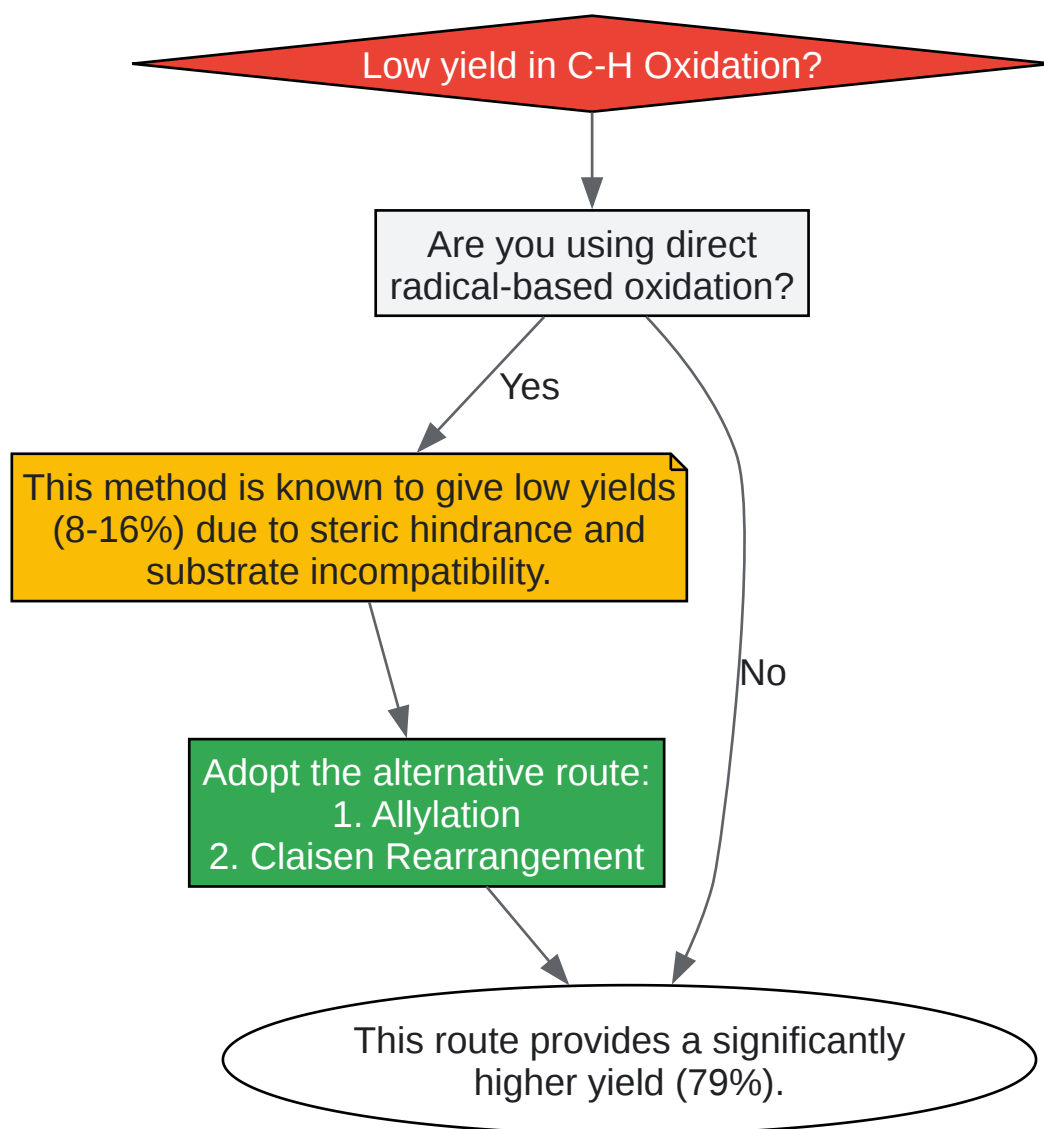 Low yield in C-H Oxidation?
Are you using direct
radical-based oxidation?
Yes
This method is known to give low yields
(8-16%) due to steric hindrance and
substrate incompatibility.
No
Adopt the alternative route:
1. Allylation
2. Claisen Rearrangement
This route provides a significantly
higher yield (79%).